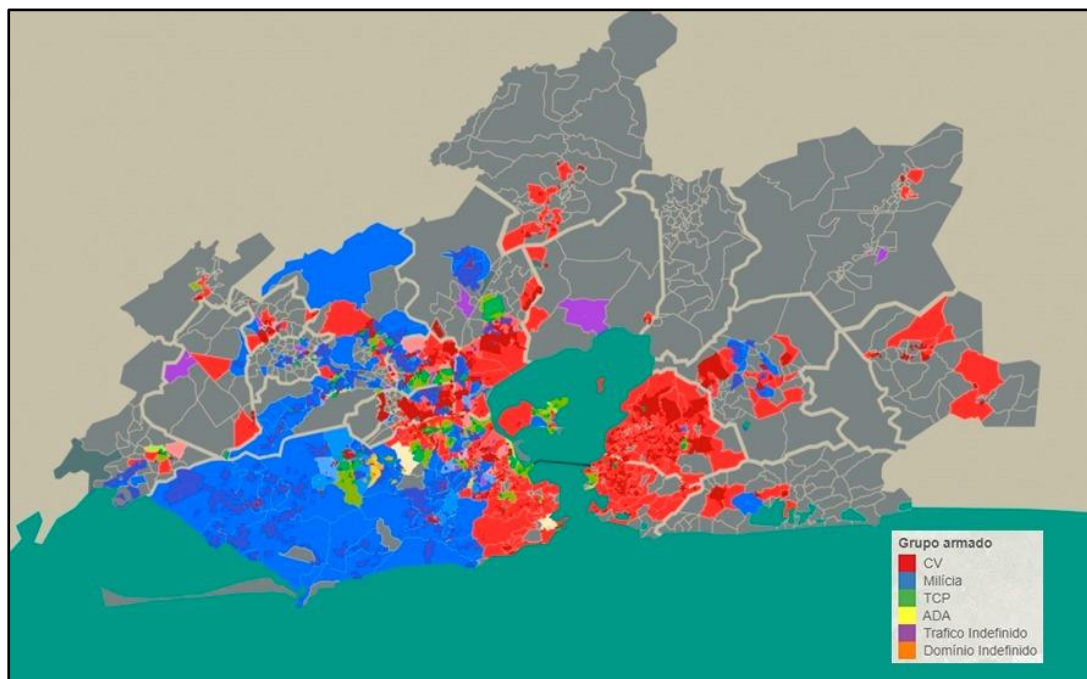 Grupo armado
CV
Milícia
TCP
ADA
Trafico Indefinido
Domínio Indefinido